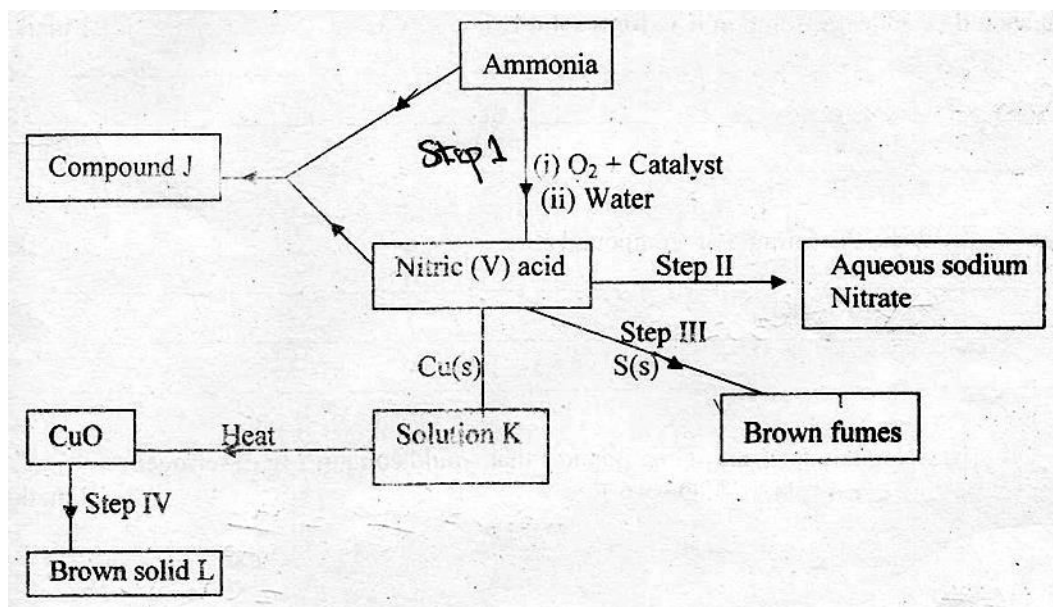 Ammonia
Step 1
Compound J
(i) O₂ + Catalyst
(ii) Water
Nitric (V) acid
Step II
Aqueous sodium
Nitrate
Step III
Cu(s)
S(s)
CuO
Heat
Solution K
Brown fumes
Step IV
Brown solid L